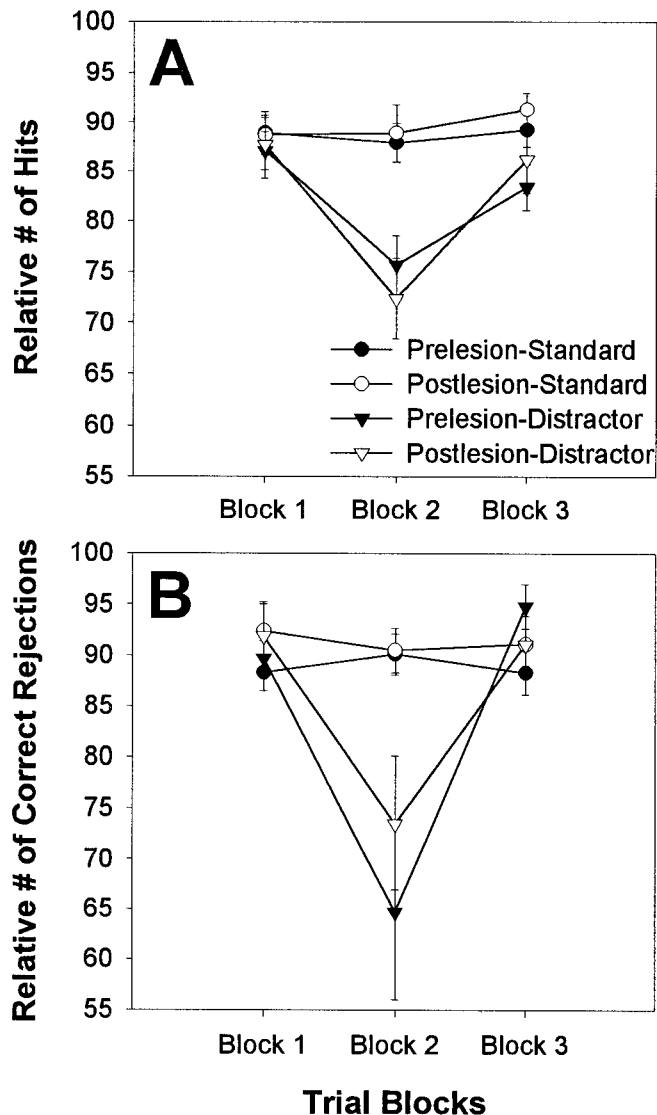 100
95
90
85
80
75
70
65
60
55
A
Relative # of Hits
Prelesion-Standard
Postlesion-Standard
Prelesion-Distractor
Postlesion-Distractor
Block 1 Block 2 Block 3
100
95
90
85
80
75
70
65
60
55
B
Relative # of Correct Rejections
Block 1 Block 2 Block 3
Trial Blocks